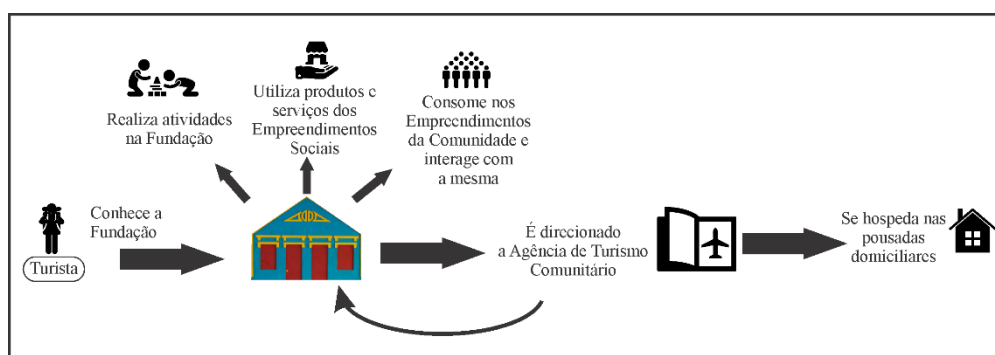 Realiza atividades
na Fundação
Utiliza produtos e
serviços dos
Empreendimentos
Sociais
Consome nos
Empreendimentos
da Comunidade e
interage com
a mesma
Turista
Conhece a
Fundação
É direcionado
a Agência de Turismo
Comunitário
Se hospeda nas
pousadas
domiciliares